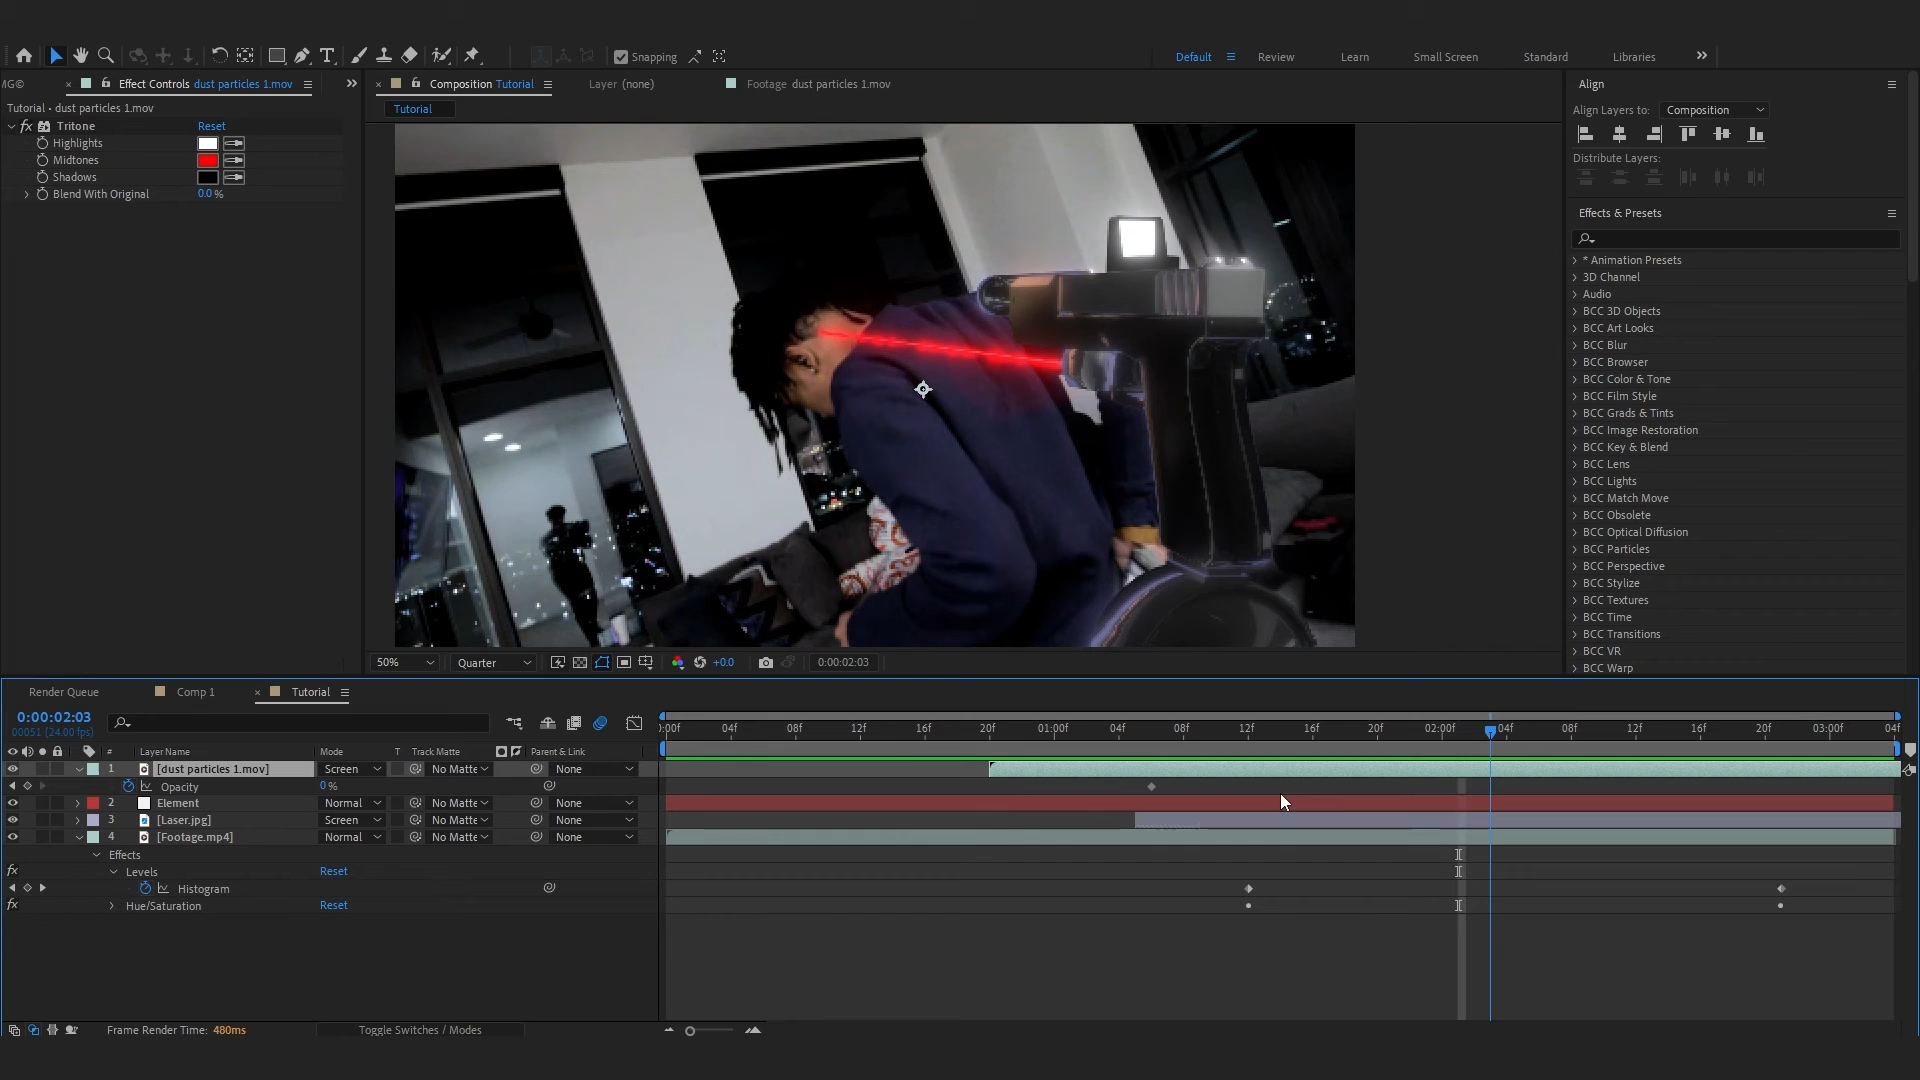 Snapping
Default
Review
Learn
Small Screen
Standard
Libraries
MG©
Effect Controls dust particles 1.mov
Composition Tutorial
Layer (none)
Footage dust particles 1.mov
Align
Tutorial • dust particles 1.mov
Tutorial
Align Layers to: Composition
fx Tritone Reset
Highlights
Midtones
Shadows
Blend With Original 0.0 %
Distribute Layers:
Effects & Presets
* Animation Presets
3D Channel
Audio
BCC 3D Objects
BCC Art Looks
BCC Blur
BCC Browser
BCC Color & Tone
BCC Film Style
BCC Grads & Tints
BCC Image Restoration
BCC Key & Blend
BCC Lens
BCC Lights
BCC Match Move
BCC Obsolete
BCC Optical Diffusion
BCC Particles
BCC Perspective
BCC Stylize
BCC Textures
BCC Time
BCC Transitions
BCC VR
BCC Warp
50% Quarter +0.0 0:00:02:03
Render Queue Comp 1 Tutorial
0:00:02:03
00051 (24.00 fps)
:00f 04f 08f 12f 16f 20f 01:00f 04f 08f 12f 16f 20f 02:00f 04f 08f 12f 16f 20f 03:00f 04f
# Layer Name Mode T Track Matte Parent & Link
1 [dust particles 1.mov] Screen No Matte None
Opacity 0 %
2 Element Normal No Matte None
3 [Laser.jpg] Screen No Matte None
4 [Footage.mp4] Normal No Matte None
Effects
fx Levels Reset
Histogram
fx Hue/Saturation Reset
Frame Render Time: 480ms Toggle Switches / Modes